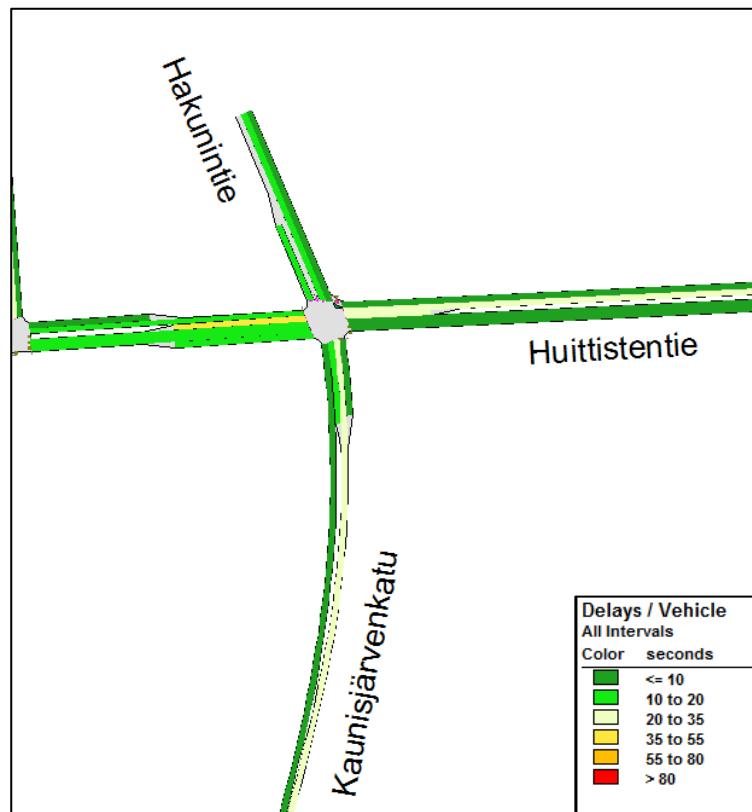 Hakunintie
Huittistentie
Kaunisjärvenkatu
Delays / Vehicle
All Intervals
Color seconds
<= 10
10 to 20
20 to 35
35 to 55
55 to 80
> 80